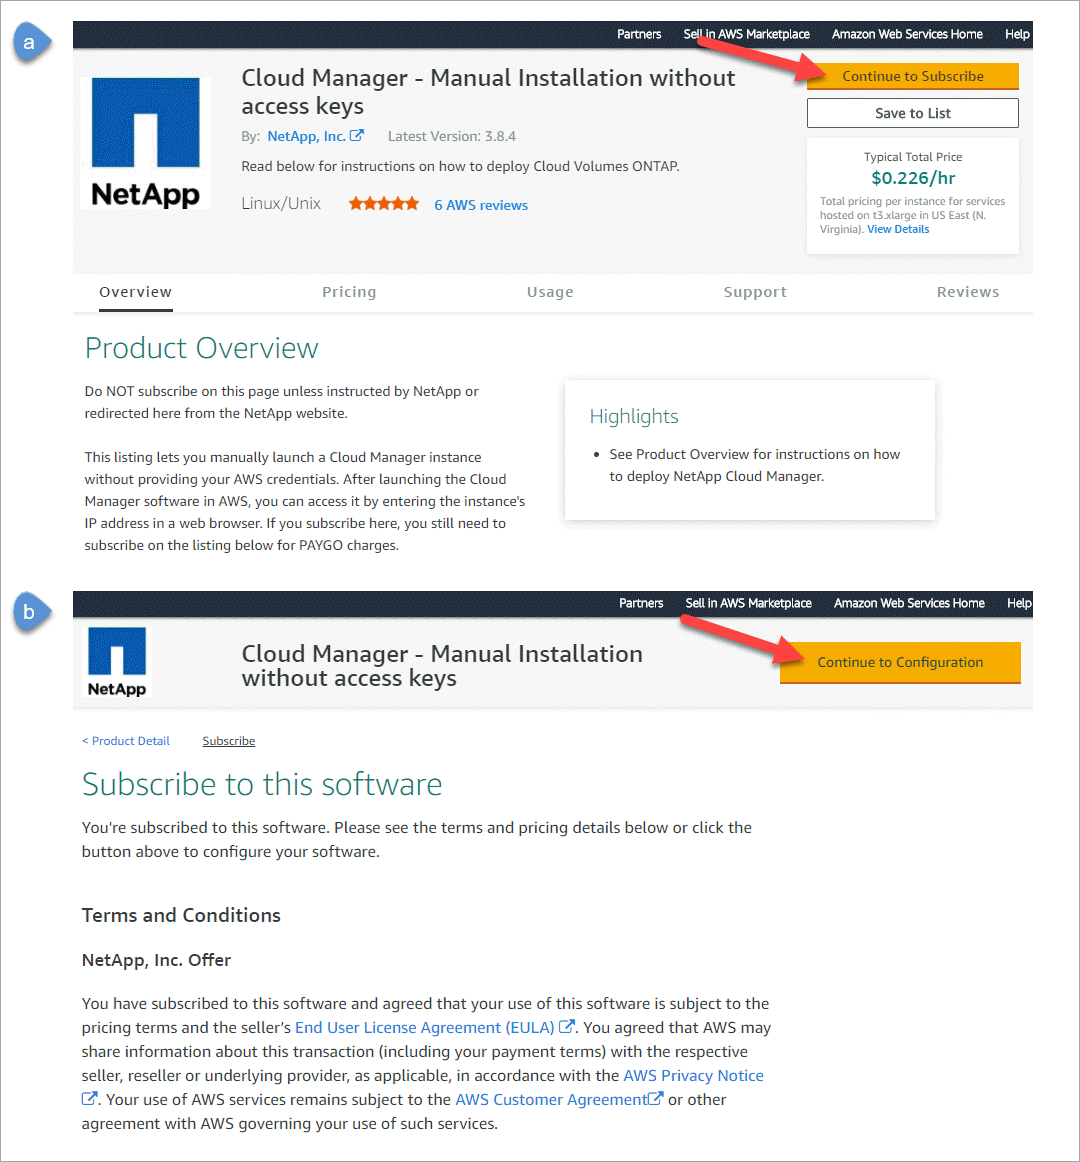 a
Partners Sell in AWS Marketplace Amazon Web Services Home Help
Cloud Manager - Manual Installation without
access keys
By: NetApp, Inc. Latest Version: 3.8.4
Read below for instructions on how to deploy Cloud Volumes ONTAP.
Linux/Unix 6 AWS reviews
NetApp
Continue to Subscribe
Save to List
Typical Total Price
$0.226/hr
Total pricing per instance for services
hosted on t3.xlarge in US East (N.
Virginia). View Details
Overview Pricing Usage Support Reviews
Product Overview
Do NOT subscribe on this page unless instructed by NetApp or
redirected here from the NetApp website.
This listing lets you manually launch a Cloud Manager instance
without providing your AWS credentials. After launching the Cloud
Manager software in AWS, you can access it by entering the instance's
IP address in a web browser. If you subscribe here, you still need to
subscribe on the listing below for PAYGO charges.
Highlights
• See Product Overview for instructions on how
to deploy NetApp Cloud Manager.
b
Partners Sell in AWS Marketplace Amazon Web Services Home Help
NetApp
Cloud Manager - Manual Installation
without access keys
Continue to Configuration
< Product Detail Subscribe
Subscribe to this software
You're subscribed to this software. Please see the terms and pricing details below or click the
button above to configure your software.
Terms and Conditions
NetApp, Inc. Offer
You have subscribed to this software and agreed that your use of this software is subject to the
pricing terms and the seller’s End User License Agreement (EULA) . You agreed that AWS may
share information about this transaction (including your payment terms) with the respective
seller, reseller or underlying provider, as applicable, in accordance with the AWS Privacy Notice
. Your use of AWS services remains subject to the AWS Customer Agreement or other
agreement with AWS governing your use of such services.